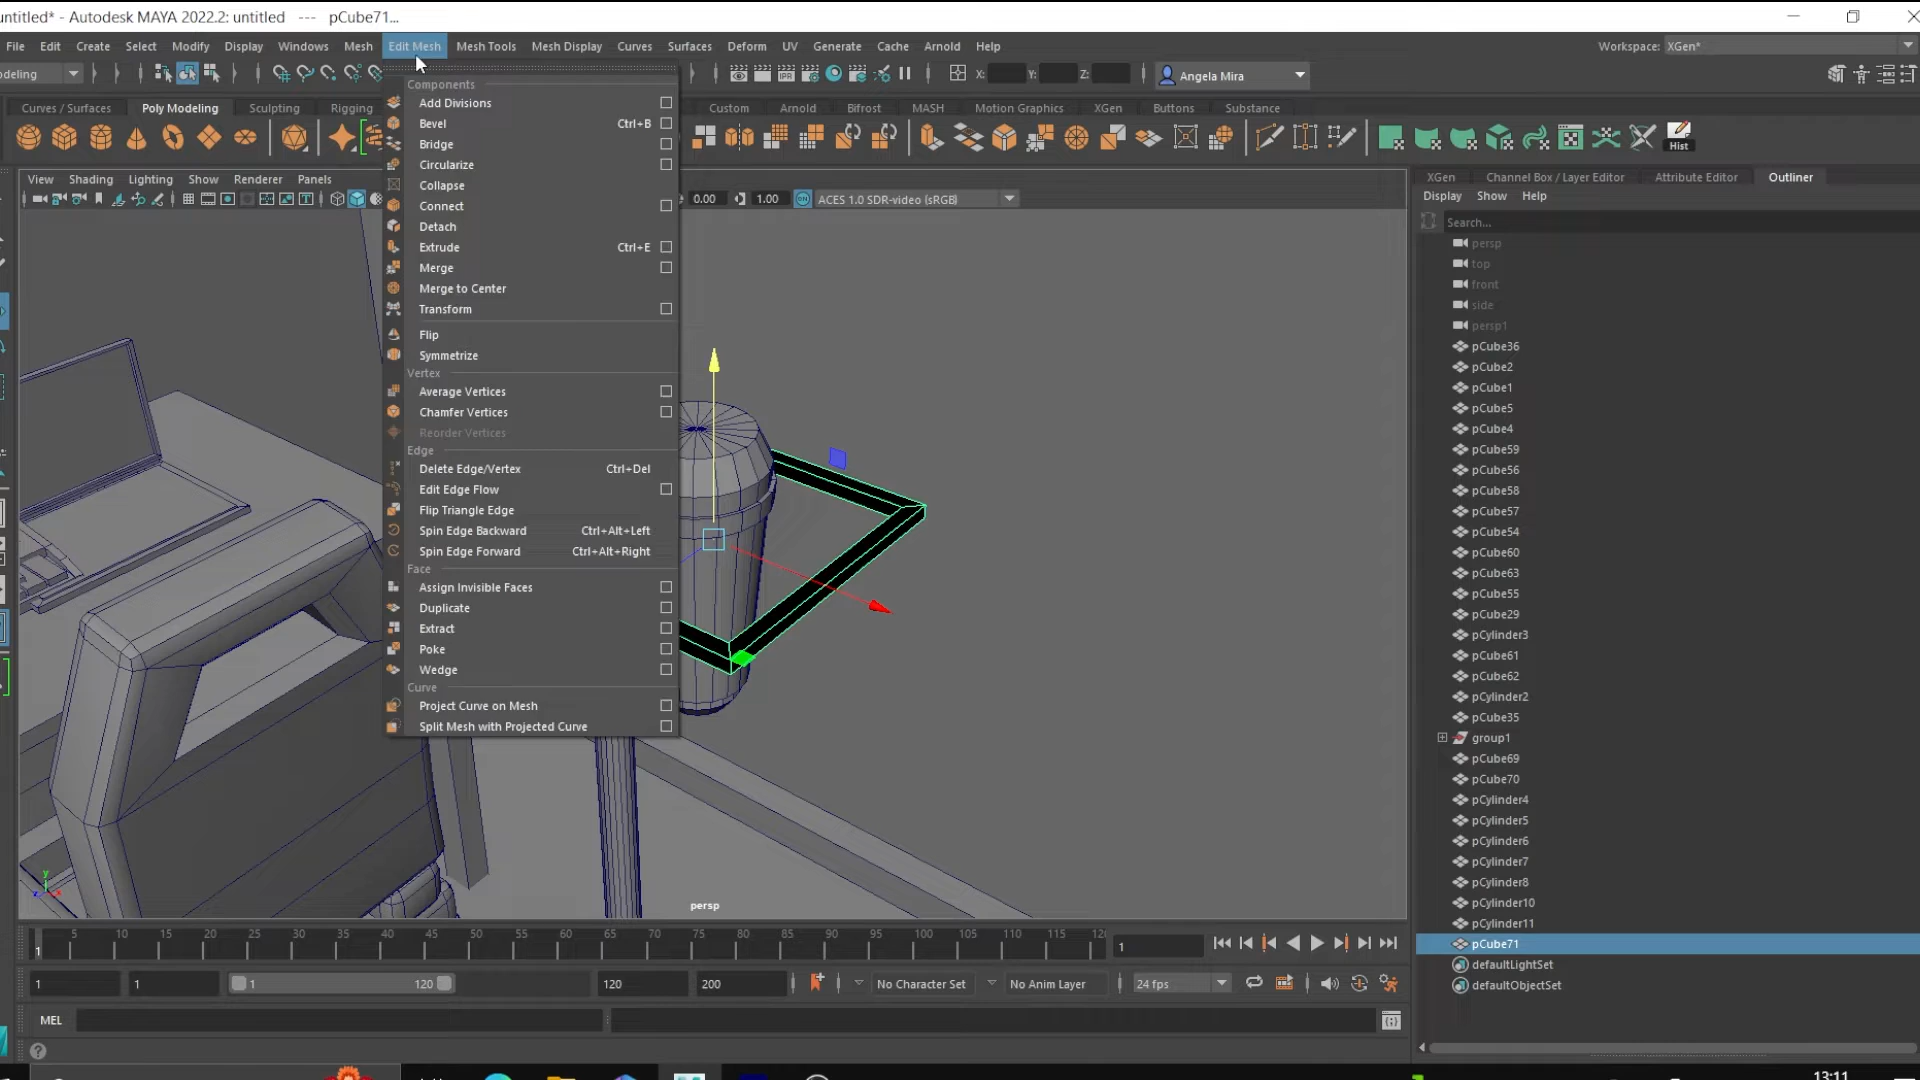 untitled* - Autodesk MAYA 2022.2: untitled --- pCube71...
File Edit Create Select Modify Display Windows Mesh Edit Mesh Mesh Tools Mesh Display Curves Surfaces Deform UV Generate Cache Arnold Help
Workspace: XGen*
odeling
X: Y: Z:
Angela Mira
Curves / Surfaces Poly Modeling Sculpting Rigging
Custom Arnold Bifrost MASH Motion Graphics XGen Buttons Substance
IPR
Hist
View Shading Lighting Show Renderer Panels
0.00 1.00 ACES 1.0 SDR-video (sRGB)
Components
Add Divisions
Bevel Ctrl+B
Bridge
Circularize
Collapse
Connect
Detach
Extrude Ctrl+E
Merge
Merge to Center
Transform
Flip
Symmetrize
Vertex
Average Vertices
Chamfer Vertices
Reorder Vertices
Edge
Delete Edge/Vertex Ctrl+Del
Edit Edge Flow
Flip Triangle Edge
Spin Edge Backward Ctrl+Alt+Left
Spin Edge Forward Ctrl+Alt+Right
Face
Assign Invisible Faces
Duplicate
Extract
Poke
Wedge
Curve
Project Curve on Mesh
Split Mesh with Projected Curve
y
z
x
persp
XGen Channel Box / Layer Editor Attribute Editor Outliner
Display Show Help
Search...
persp
top
front
side
persp1
pCube36
pCube2
pCube1
pCube5
pCube4
pCube59
pCube56
pCube58
pCube57
pCube54
pCube60
pCube63
pCube55
pCube29
pCylinder3
pCube61
pCube62
pCylinder2
pCube35
group1
pCube69
pCube70
pCylinder4
pCylinder5
pCylinder6
pCylinder7
pCylinder8
pCylinder10
pCylinder11
pCube71
defaultLightSet
defaultObjectSet
1 5 10 15 20 25 30 35 40 45 50 55 60 65 70 75 80 85 90 95 100 105 110 115 12
1
1 1 1 120 120 200 No Character Set No Anim Layer 24 fps
MEL
13:11